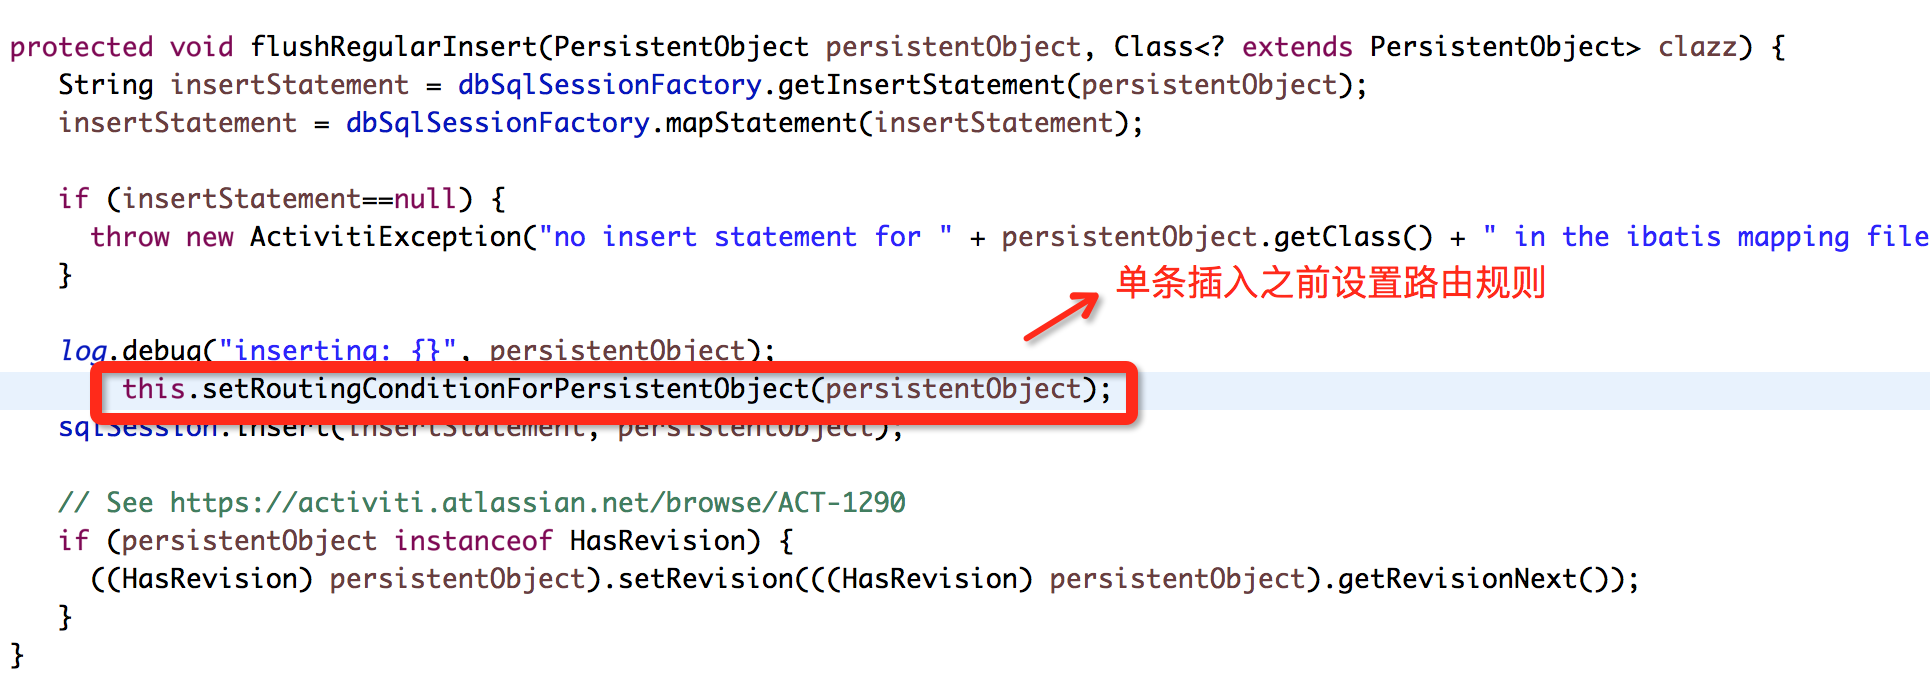 protected void flushRegularInsert(PersistentObject persistentObject, Class<? extends PersistentObject> clazz) {
String insertStatement = dbSqlSessionFactory.getInsertStatement(persistentObject);
insertStatement = dbSqlSessionFactory.mapStatement(insertStatement);
if (insertStatement==null) {
throw new ActivitiException("no insert statement for " + persistentObject.getClass() + " in the ibatis mapping file
}
单条插入之前设置路由规则
log.debug("inserting: {}", persistentObject);
this.setRoutingConditionForPersistentObject(persistentObject);
sqlSession.insert(insertStatement, persistentObject);
// See https://activiti.atlassian.net/browse/ACT-1290
if (persistentObject instanceof HasRevision) {
((HasRevision) persistentObject).setRevision(((HasRevision) persistentObject).getRevisionNext());
}
}